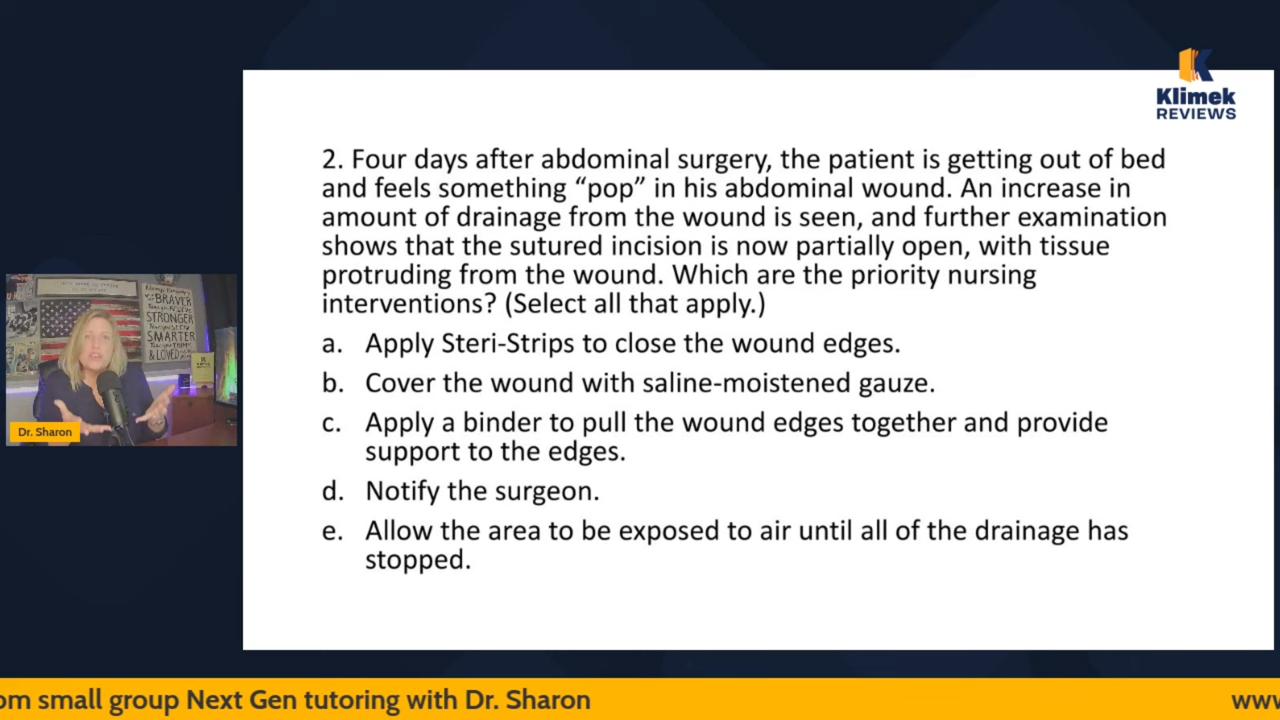 Klimek
REVIEWS
2. Four days after abdominal surgery, the patient is getting out of bed
and feels something “pop” in his abdominal wound. An increase in
amount of drainage from the wound is seen, and further examination
shows that the sutured incision is now partially open, with tissue
protruding from the wound. Which are the priority nursing
interventions? (Select all that apply.)
a. Apply Steri-Strips to close the wound edges.
b. Cover the wound with saline-moistened gauze.
c. Apply a binder to pull the wound edges together and provide
support to the edges.
d. Notify the surgeon.
e. Allow the area to be exposed to air until all of the drainage has
stopped.
BRAVER
STRONGER
SMARTER
& LOVED
Dr. Sharon
om small group Next Gen tutoring with Dr. Sharon
www